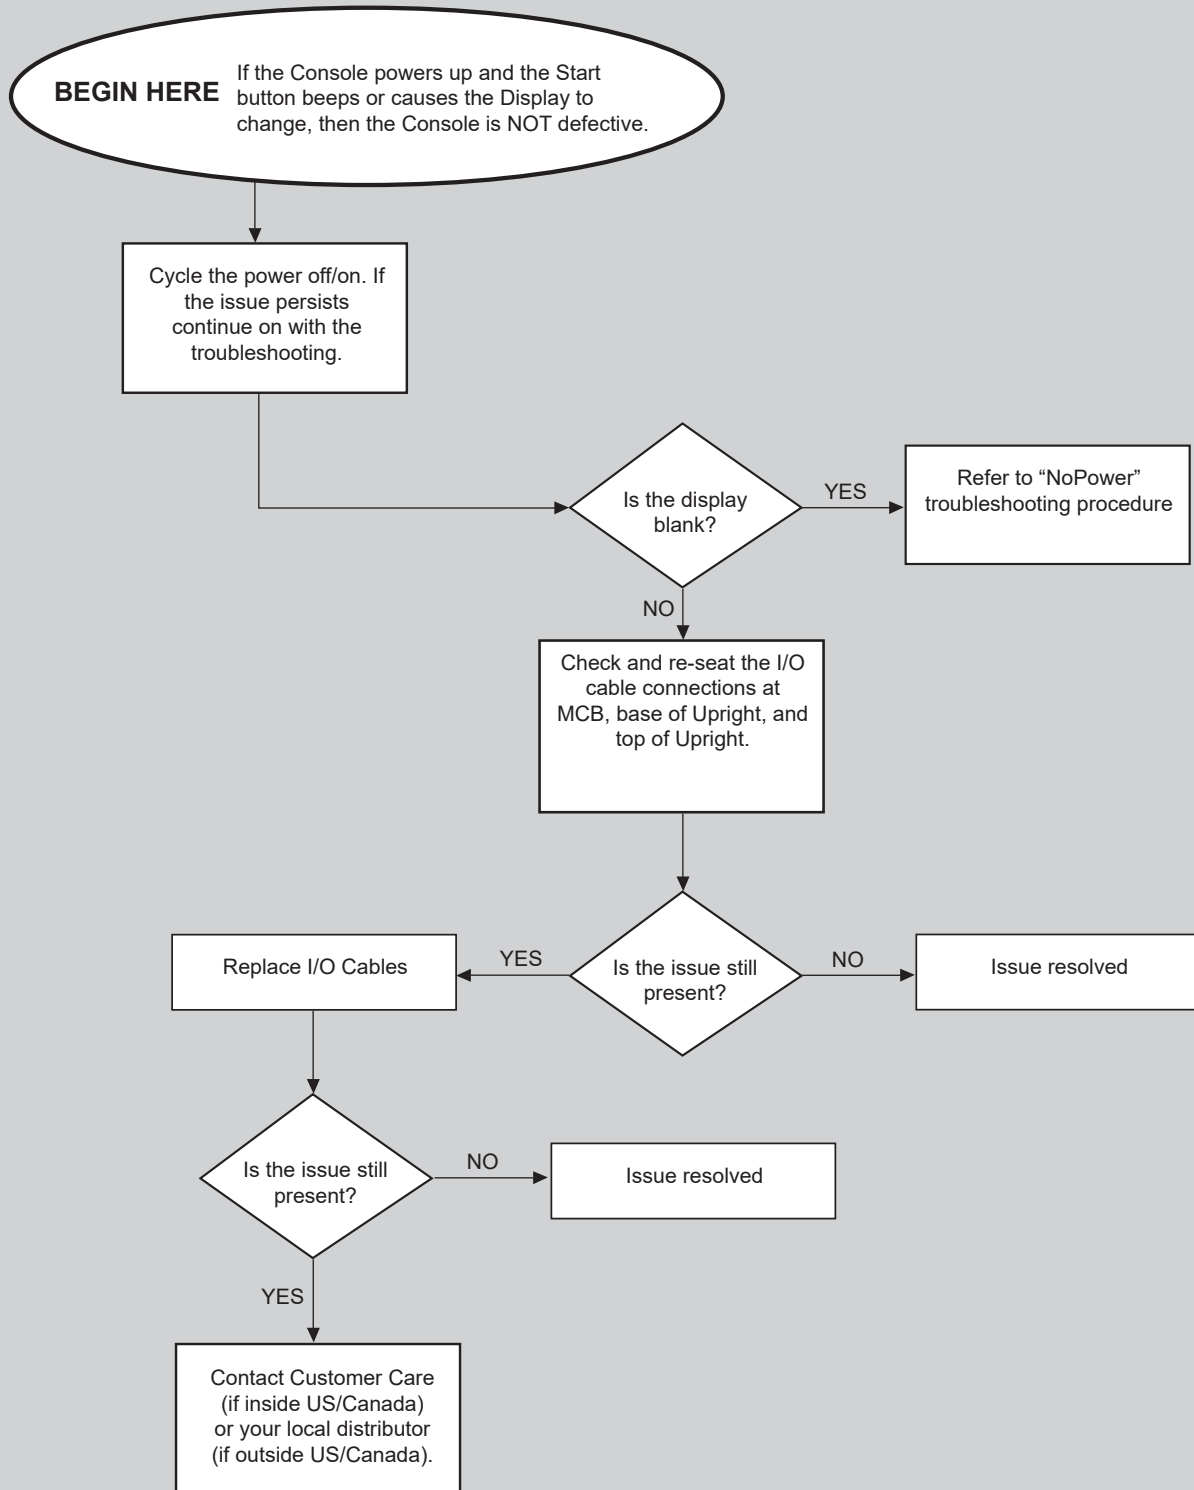 BEGIN HERE
If the Console powers up and the Start
button beeps or causes the Display to
change, then the Console is NOT defective.
Cycle the power off/on. If
the issue persists
continue on with the
troubleshooting.
Is the display
blank?
YES
Refer to “NoPower”
troubleshooting procedure
NO
Check and re-seat the I/O
cable connections at
MCB, base of Upright, and
top of Upright.
Is the issue still
present?
YES
Replace I/O Cables
NO
Issue resolved
Is the issue still
present?
NO
Issue resolved
YES
Contact Customer Care
(if inside US/Canada)
or your local distributor
(if outside US/Canada).